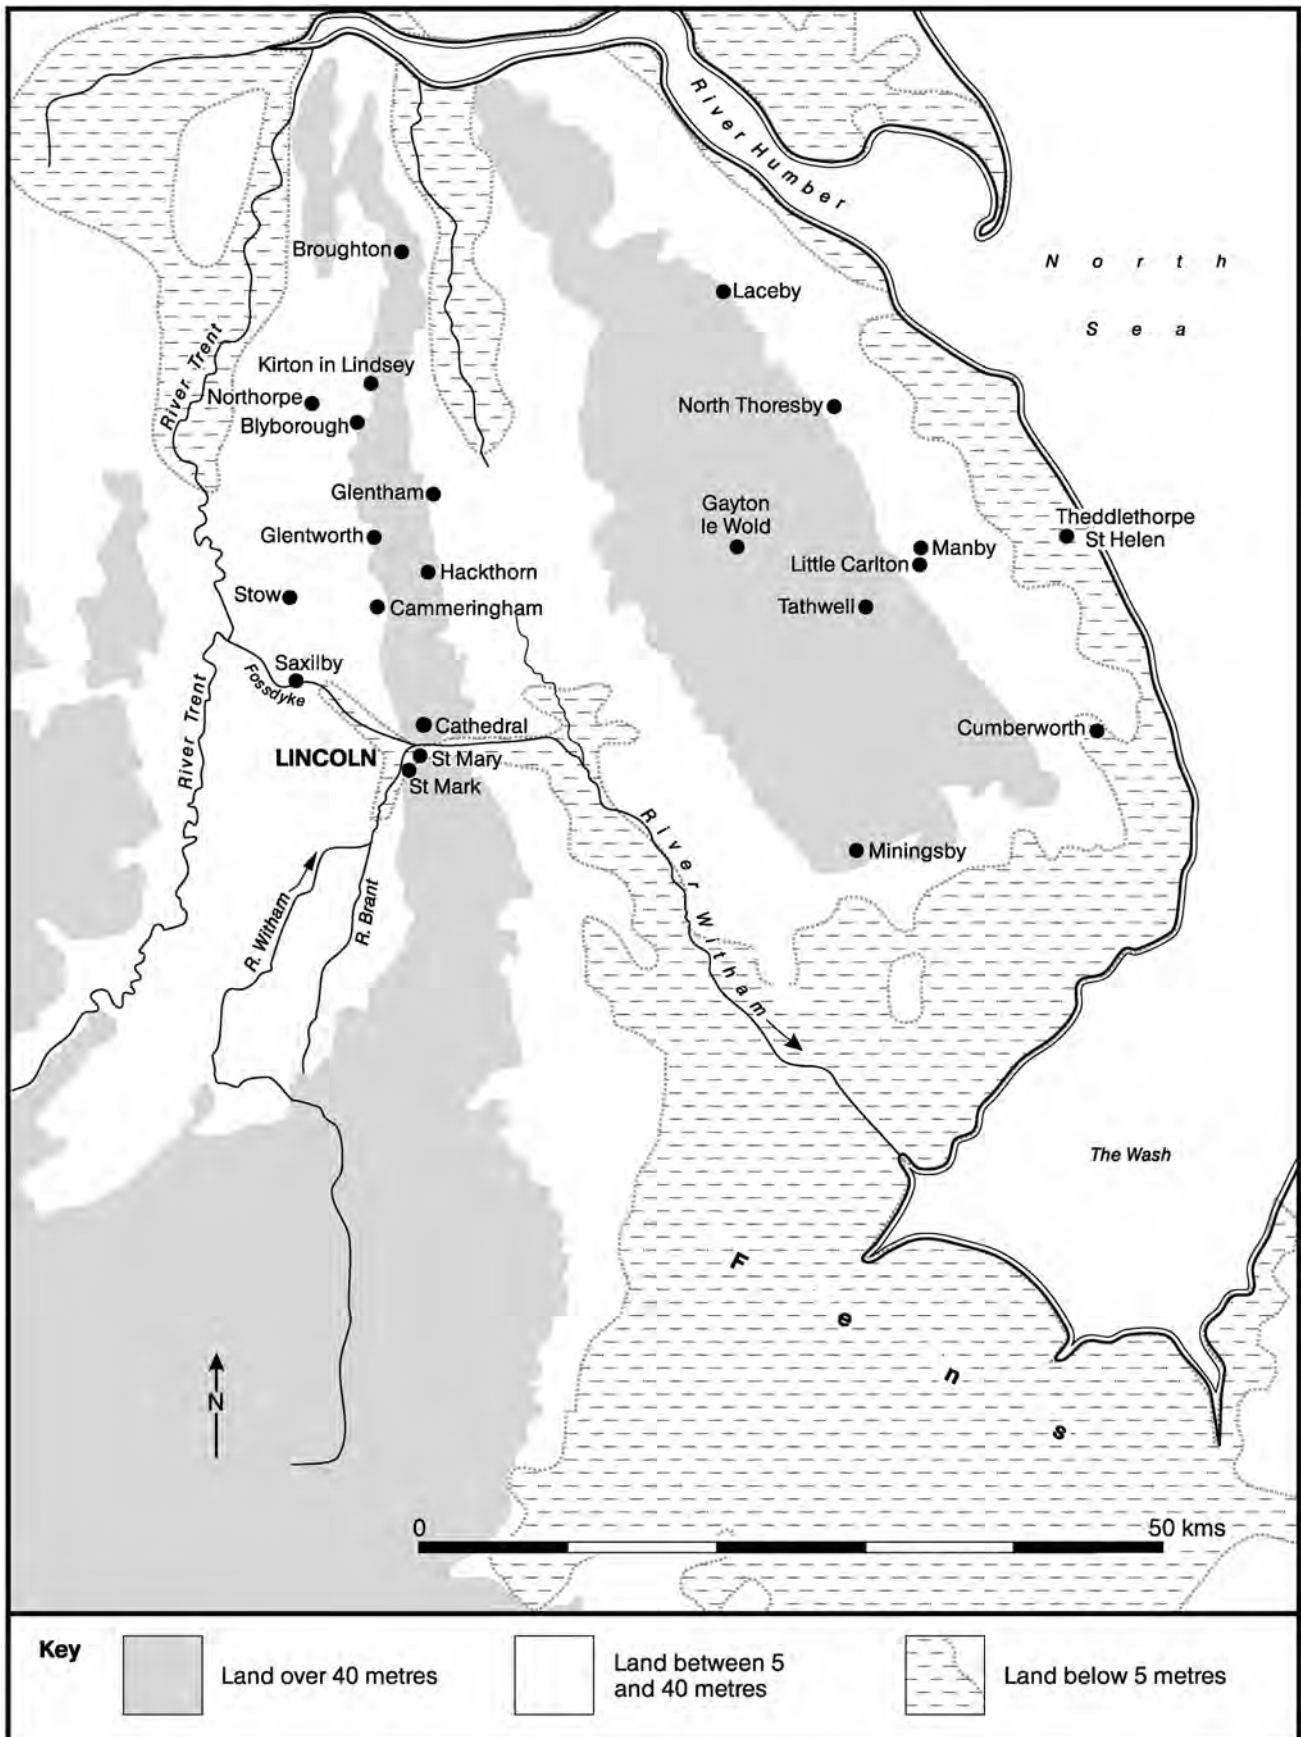 River Humber
North
Sea
Broughton
Laceby
River Trent
Kirton in Lindsey
Northorpe
Blyborough
North Thoresby
Glentham
Gayton
le Wold
Theddlethorpe
St Helen
Glentworth
Manby
Little Carlton
Hackthorn
Stow
Cammeringham
Tathwell
Saxilby
Fossdyke
River Trent
Cathedral
Cumberworth
LINCOLN
St Mary
St Mark
River Witham
Miningsby
R. Witham
R. Brant
The Wash
Fens
N
0
50 kms
Key
Land over 40 metres
Land between 5
and 40 metres
Land below 5 metres